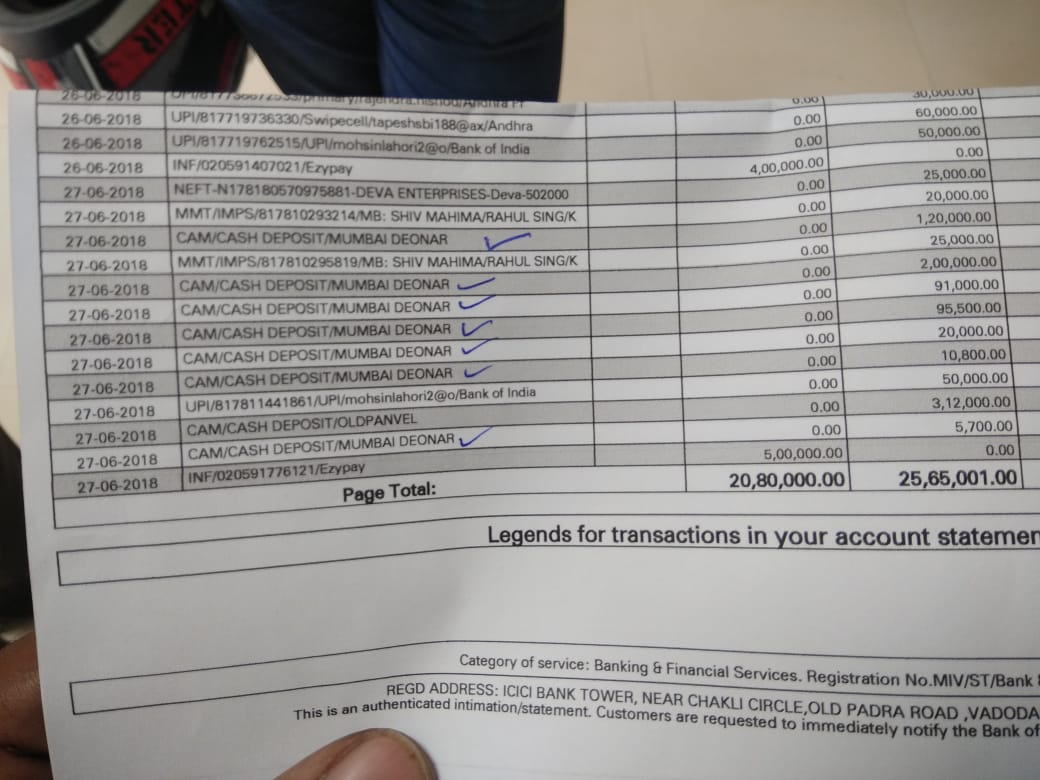 26-06-2018 0.00 30,000.00
26-06-2018 UPI/817719736330/Swipecell/tapeshsbi188@ax/Andhra 0.00 60,000.00
26-06-2018 UPI/817719762515/UPI/mohsinlahori2@o/Bank of India 0.00 50,000.00
26-06-2018 INF/020591407021/Ezypay 4,00,000.00 0.00
27-06-2018 NEFT-N178180570975881-DEVA ENTERPRISES-Deva-502000 0.00 25,000.00
27-06-2018 MMT/IMPS/817810293214/MB: SHIV MAHIMA/RAHUL SING/K 0.00 20,000.00
27-06-2018 CAM/CASH DEPOSIT/MUMBAI DEONAR 0.00 1,20,000.00
27-06-2018 MMT/IMPS/817810295819/MB: SHIV MAHIMA/RAHUL SING/K 0.00 25,000.00
27-06-2018 CAM/CASH DEPOSIT/MUMBAI DEONAR 0.00 2,00,000.00
27-06-2018 CAM/CASH DEPOSIT/MUMBAI DEONAR 0.00 91,000.00
27-06-2018 CAM/CASH DEPOSIT/MUMBAI DEONAR 0.00 95,500.00
27-06-2018 CAM/CASH DEPOSIT/MUMBAI DEONAR 0.00 20,000.00
27-06-2018 CAM/CASH DEPOSIT/MUMBAI DEONAR 0.00 10,800.00
27-06-2018 UPI/817811441861/UPI/mohsinlahori2@o/Bank of India 0.00 50,000.00
27-06-2018 CAM/CASH DEPOSIT/OLDPANVEL 0.00 3,12,000.00
27-06-2018 CAM/CASH DEPOSIT/MUMBAI DEONAR 0.00 5,700.00
27-06-2018 INF/020591776121/Ezypay 5,00,000.00 0.00
Page Total: 20,80,000.00 25,65,001.00
Legends for transactions in your account statemen
Category of service: Banking & Financial Services. Registration No.MIV/ST/Bank
REGD ADDRESS: ICICI BANK TOWER, NEAR CHAKLI CIRCLE,OLD PADRA ROAD ,VADODA
This is an authenticated intimation/statement. Customers are requested to immediately notify the Bank of